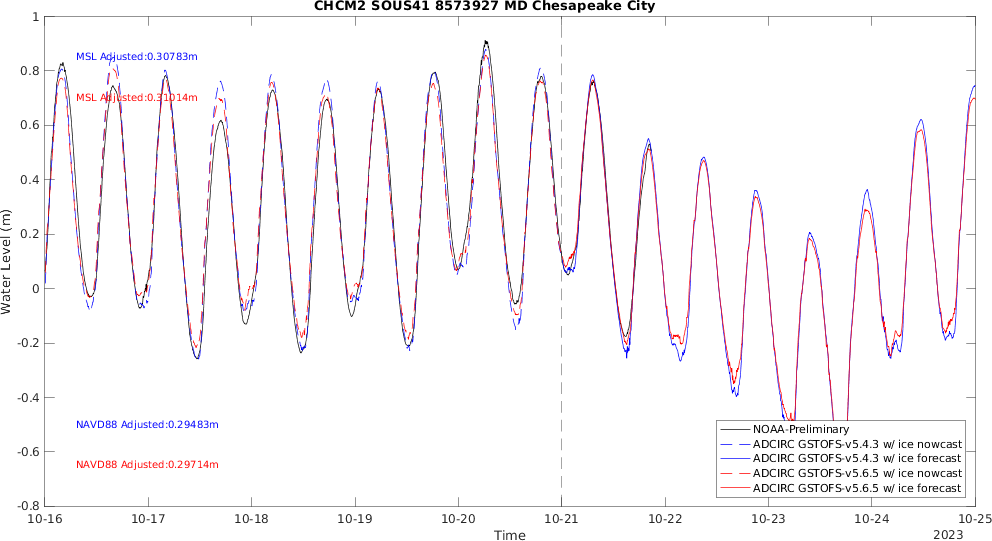 CHCM2 SOUS41 8573927 MD Chesapeake City
1
0.8
0.6
0.4
0.2
0
-0.2
-0.4
-0.6
-0.8
Water Level (m)
MSL Adjusted:0.30783m
MSL Adjusted:0.31014m
NAVD88 Adjusted:0.29483m
NAVD88 Adjusted:0.29714m
NOAA-Preliminary
ADCIRC GSTOFS-v5.4.3 w/ ice nowcast
ADCIRC GSTOFS-v5.4.3 w/ ice forecast
ADCIRC GSTOFS-v5.6.5 w/ ice nowcast
ADCIRC GSTOFS-v5.6.5 w/ ice forecast
10-16 10-17 10-18 10-19 10-20 10-21 10-22 10-23 10-24 10-25
Time
2023